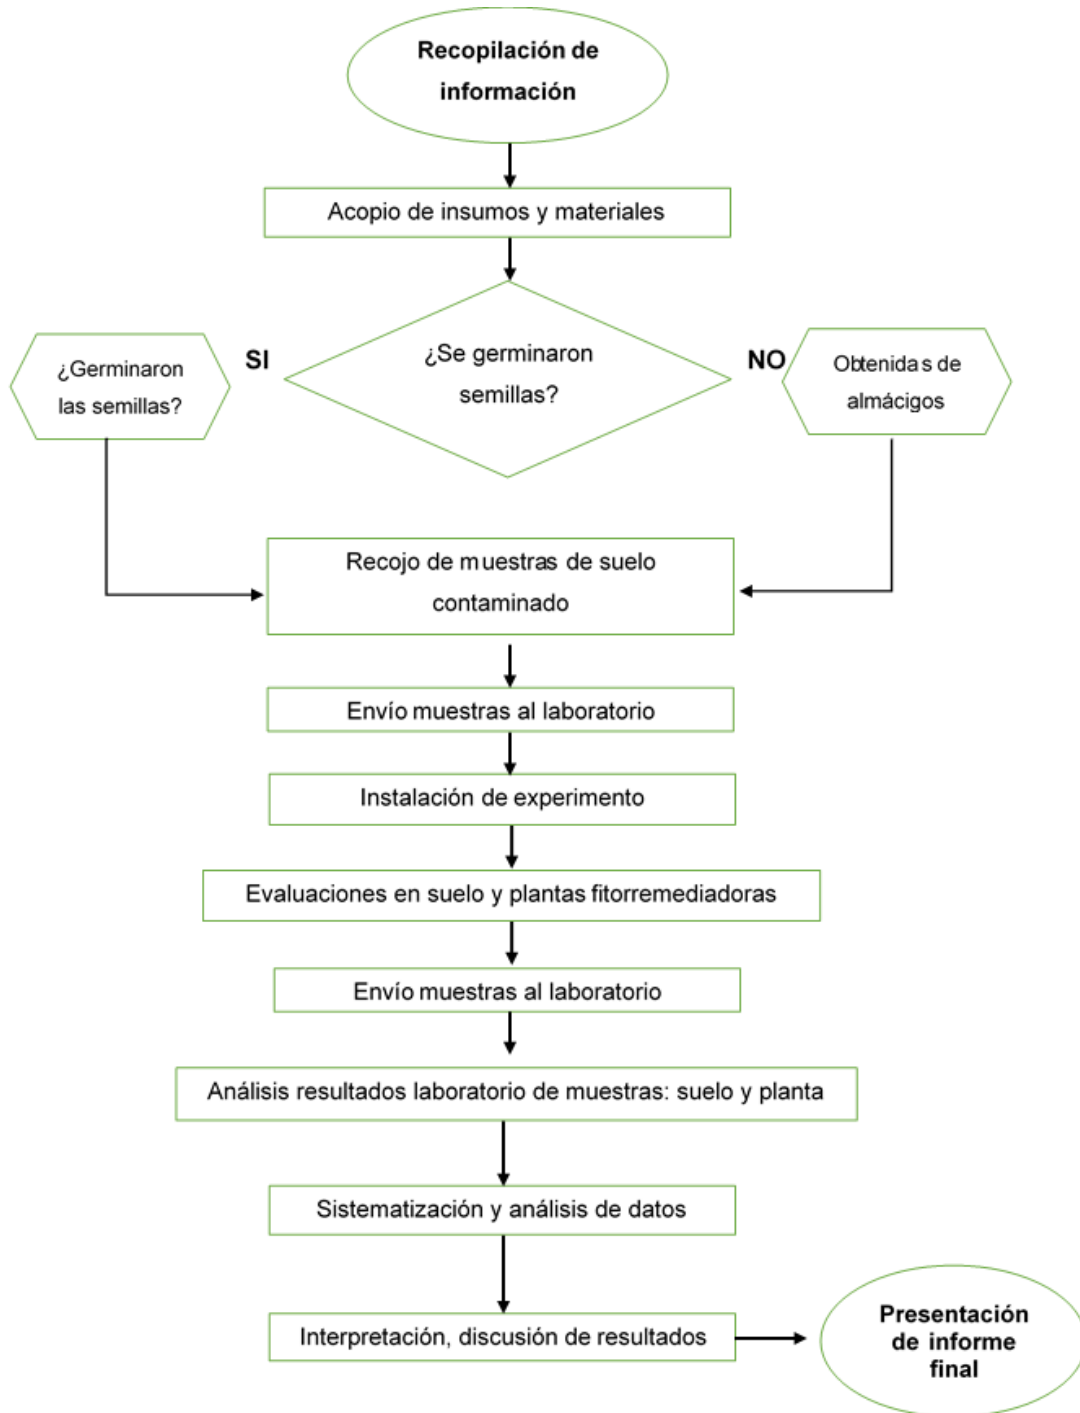 Recopilación de
información
Acopio de insumos y materiales
¿Germinaron
las semillas?
SI
¿Se germinaron
semillas?
NO
Obtenidas de
almácigos
Recojo de muestras de suelo
contaminado
Envío muestras al laboratorio
Instalación de experimento
Evaluaciones en suelo y plantas fitorremediadoras
Envío muestras al laboratorio
Análisis resultados laboratorio de muestras: suelo y planta
Sistematización y análisis de datos
Interpretación, discusión de resultados
Presentación
de informe
final